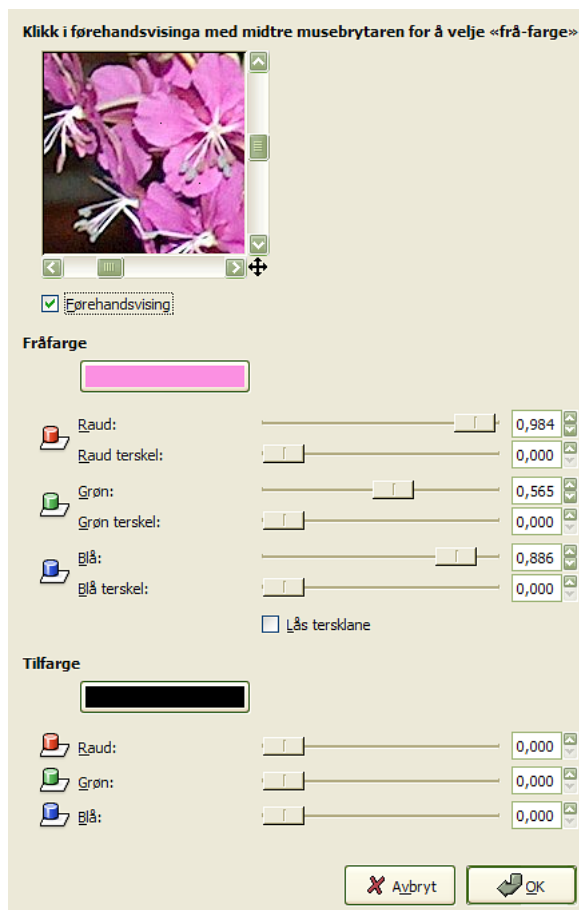 Klikk i førehandsvisinga med midtre musebrytaren for å velje «frå-farge»
Førehandsvising
Fråfarge
Raud: 0,984
Raud terskel: 0,000
Grøn: 0,565
Grøn terskel: 0,000
Blå: 0,886
Blå terskel: 0,000
Lås tersklane
Tilfarge
Raud: 0,000
Grøn: 0,000
Blå: 0,000
Avbryt OK